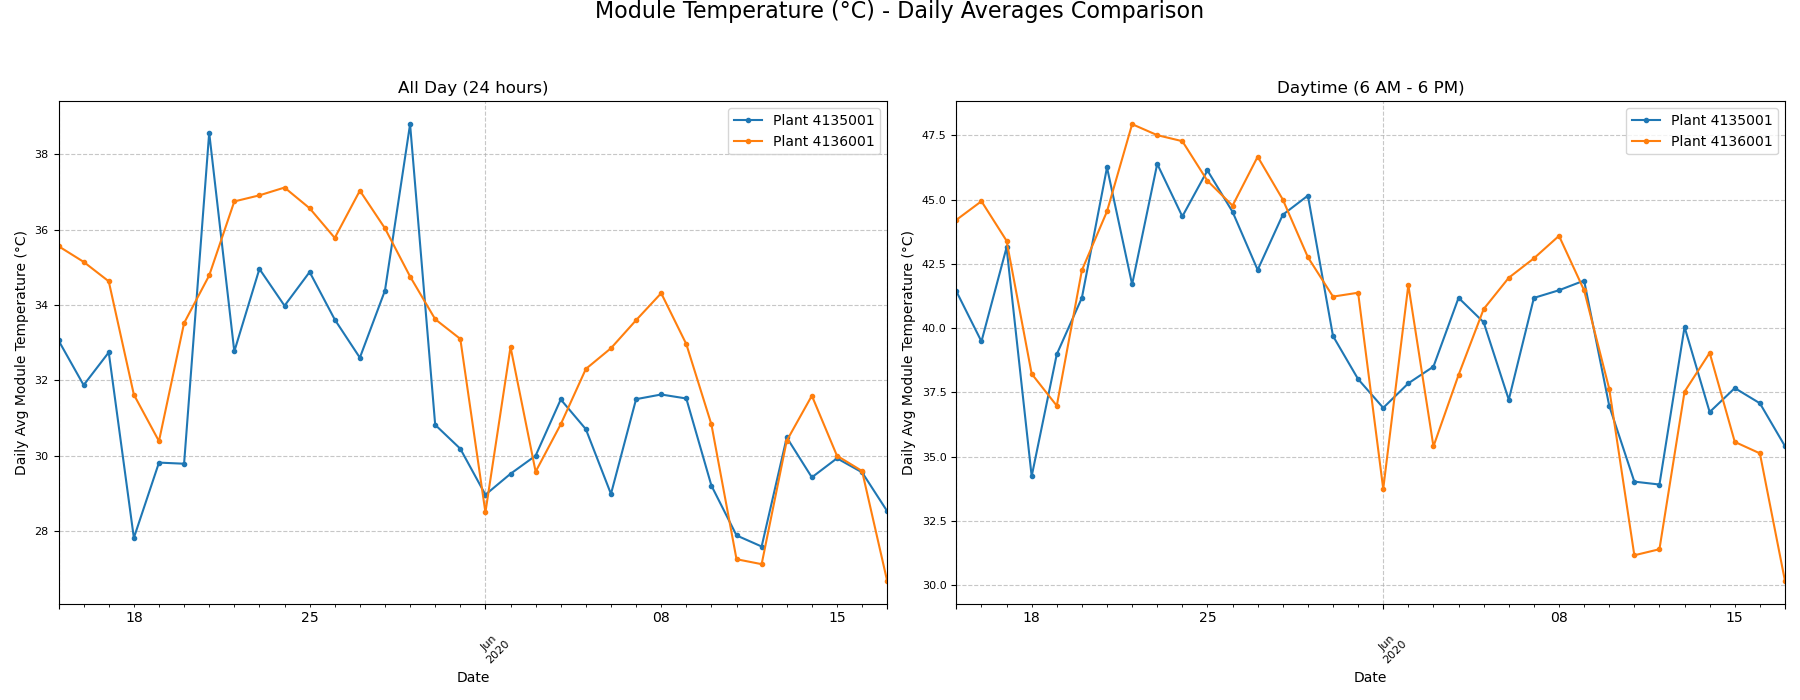 Module Temperature (°C) - Daily Averages Comparison
All Day (24 hours)
Plant 4135001
Plant 4136001
38
36
34
32
30
28
Daily Avg Module Temperature (°C)
18
25
Jun
2020
08
15
Date
Daytime (6 AM - 6 PM)
Plant 4135001
Plant 4136001
47.5
45.0
42.5
40.0
37.5
35.0
32.5
30.0
Daily Avg Module Temperature (°C)
18
25
Jun
2020
08
15
Date